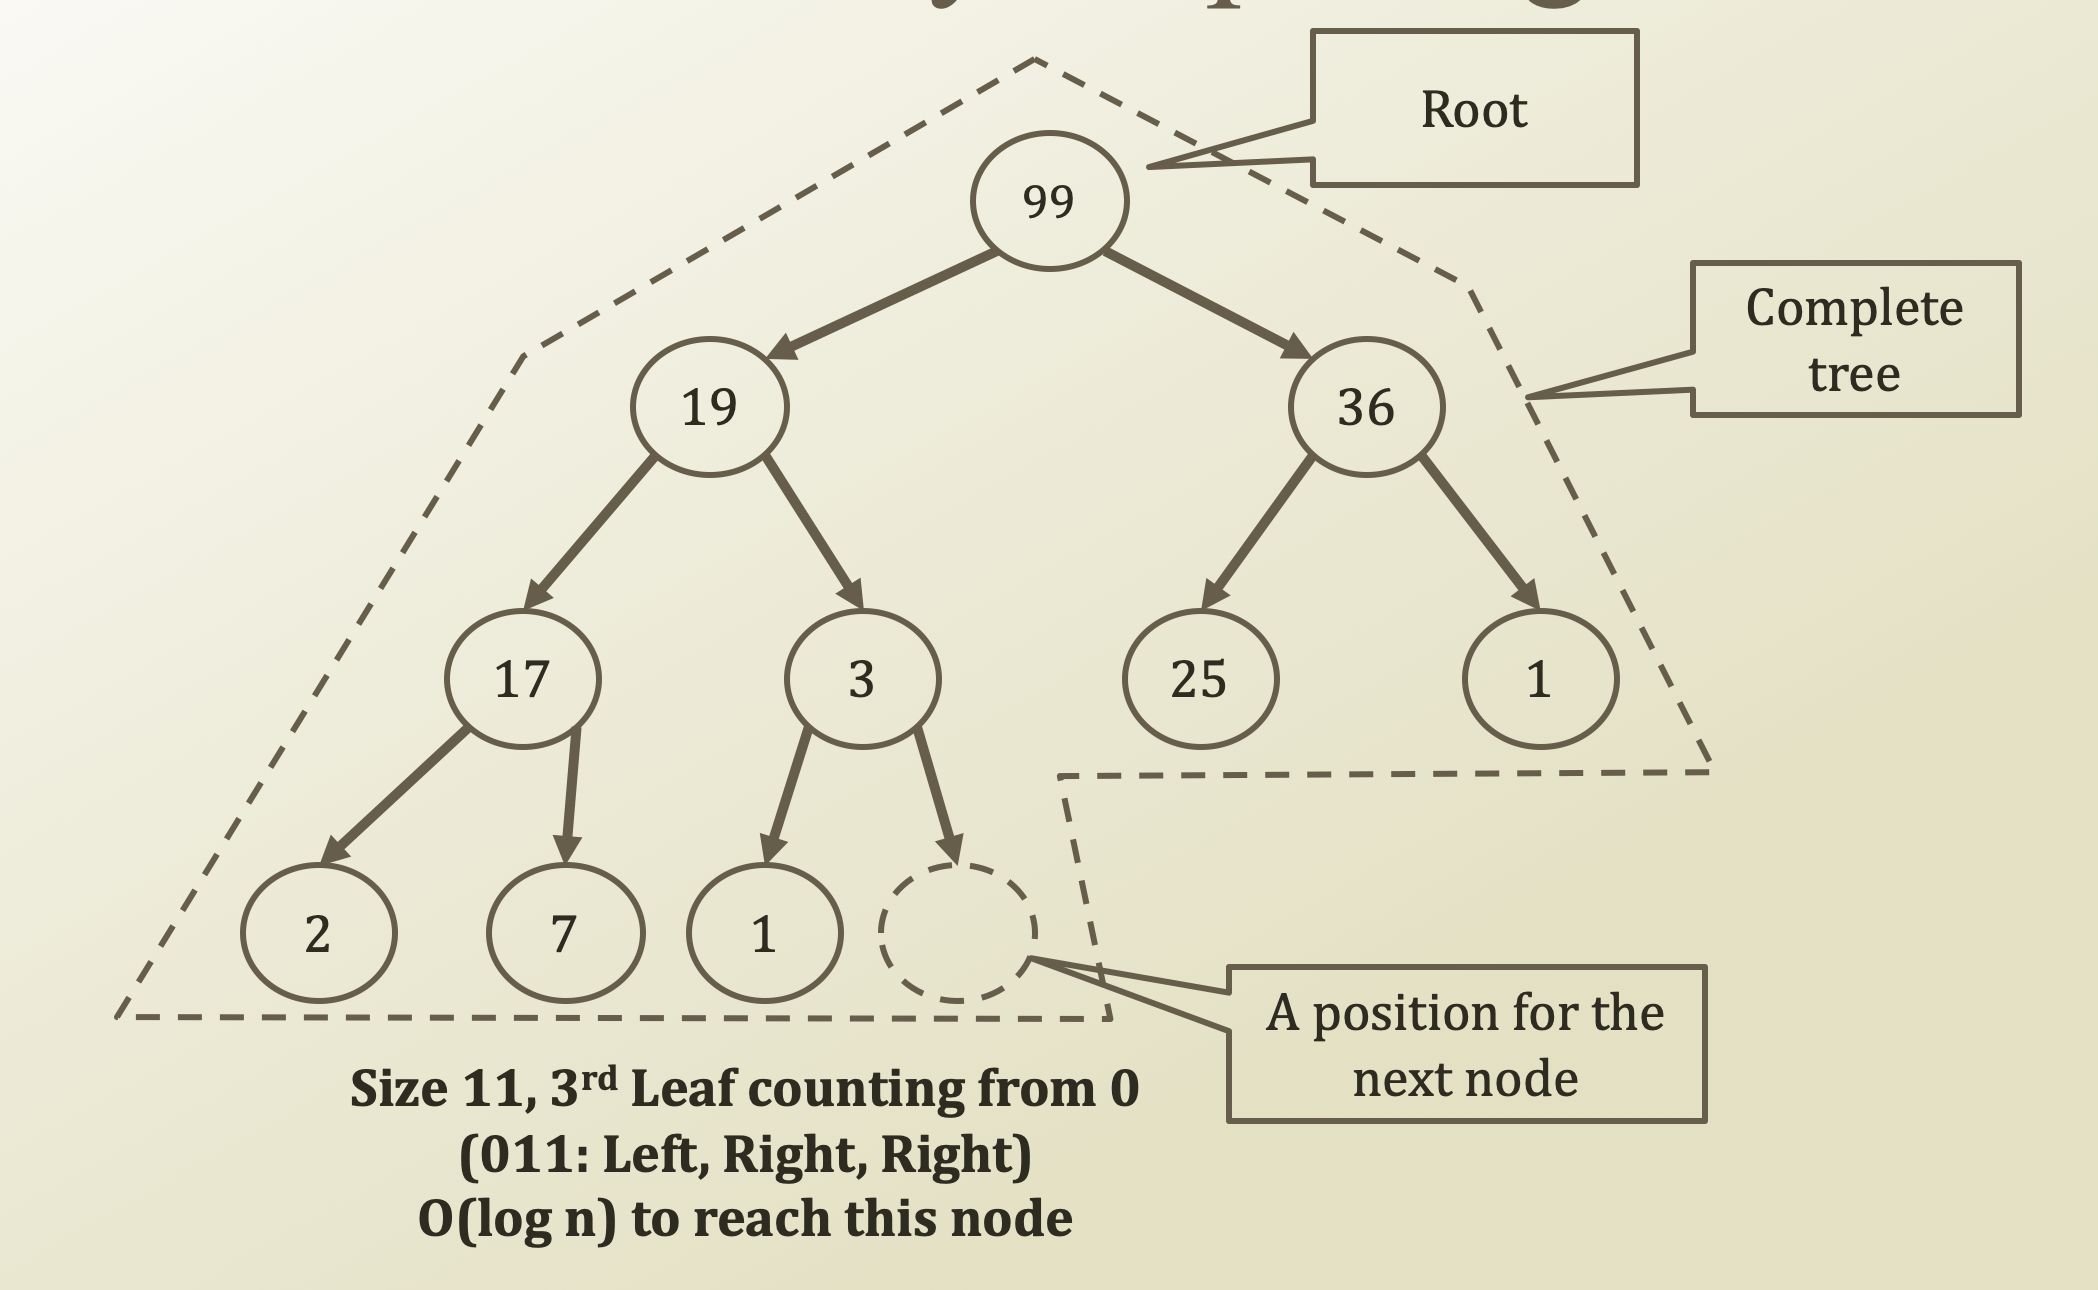 Root
99
Complete
tree
19
36
17
3
25
1
2
7
1
A position for the
next node
Size 11, 3rd Leaf counting from 0
(011: Left, Right, Right)
O(log n) to reach this node